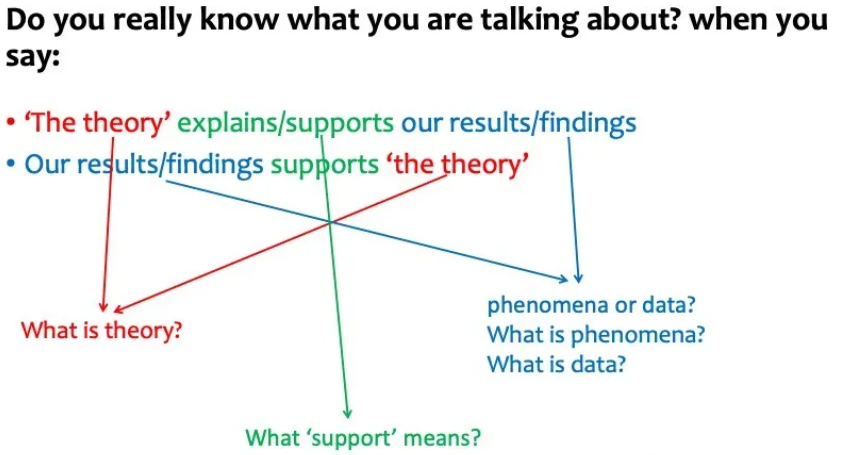 Do you really know what you are talking about? when you
say:
• ‘The theory’ explains/supports our results/findings
• Our results/findings supports ‘the theory’
What is theory?
phenomena or data?
What is phenomena?
What is data?
What ‘support’ means?